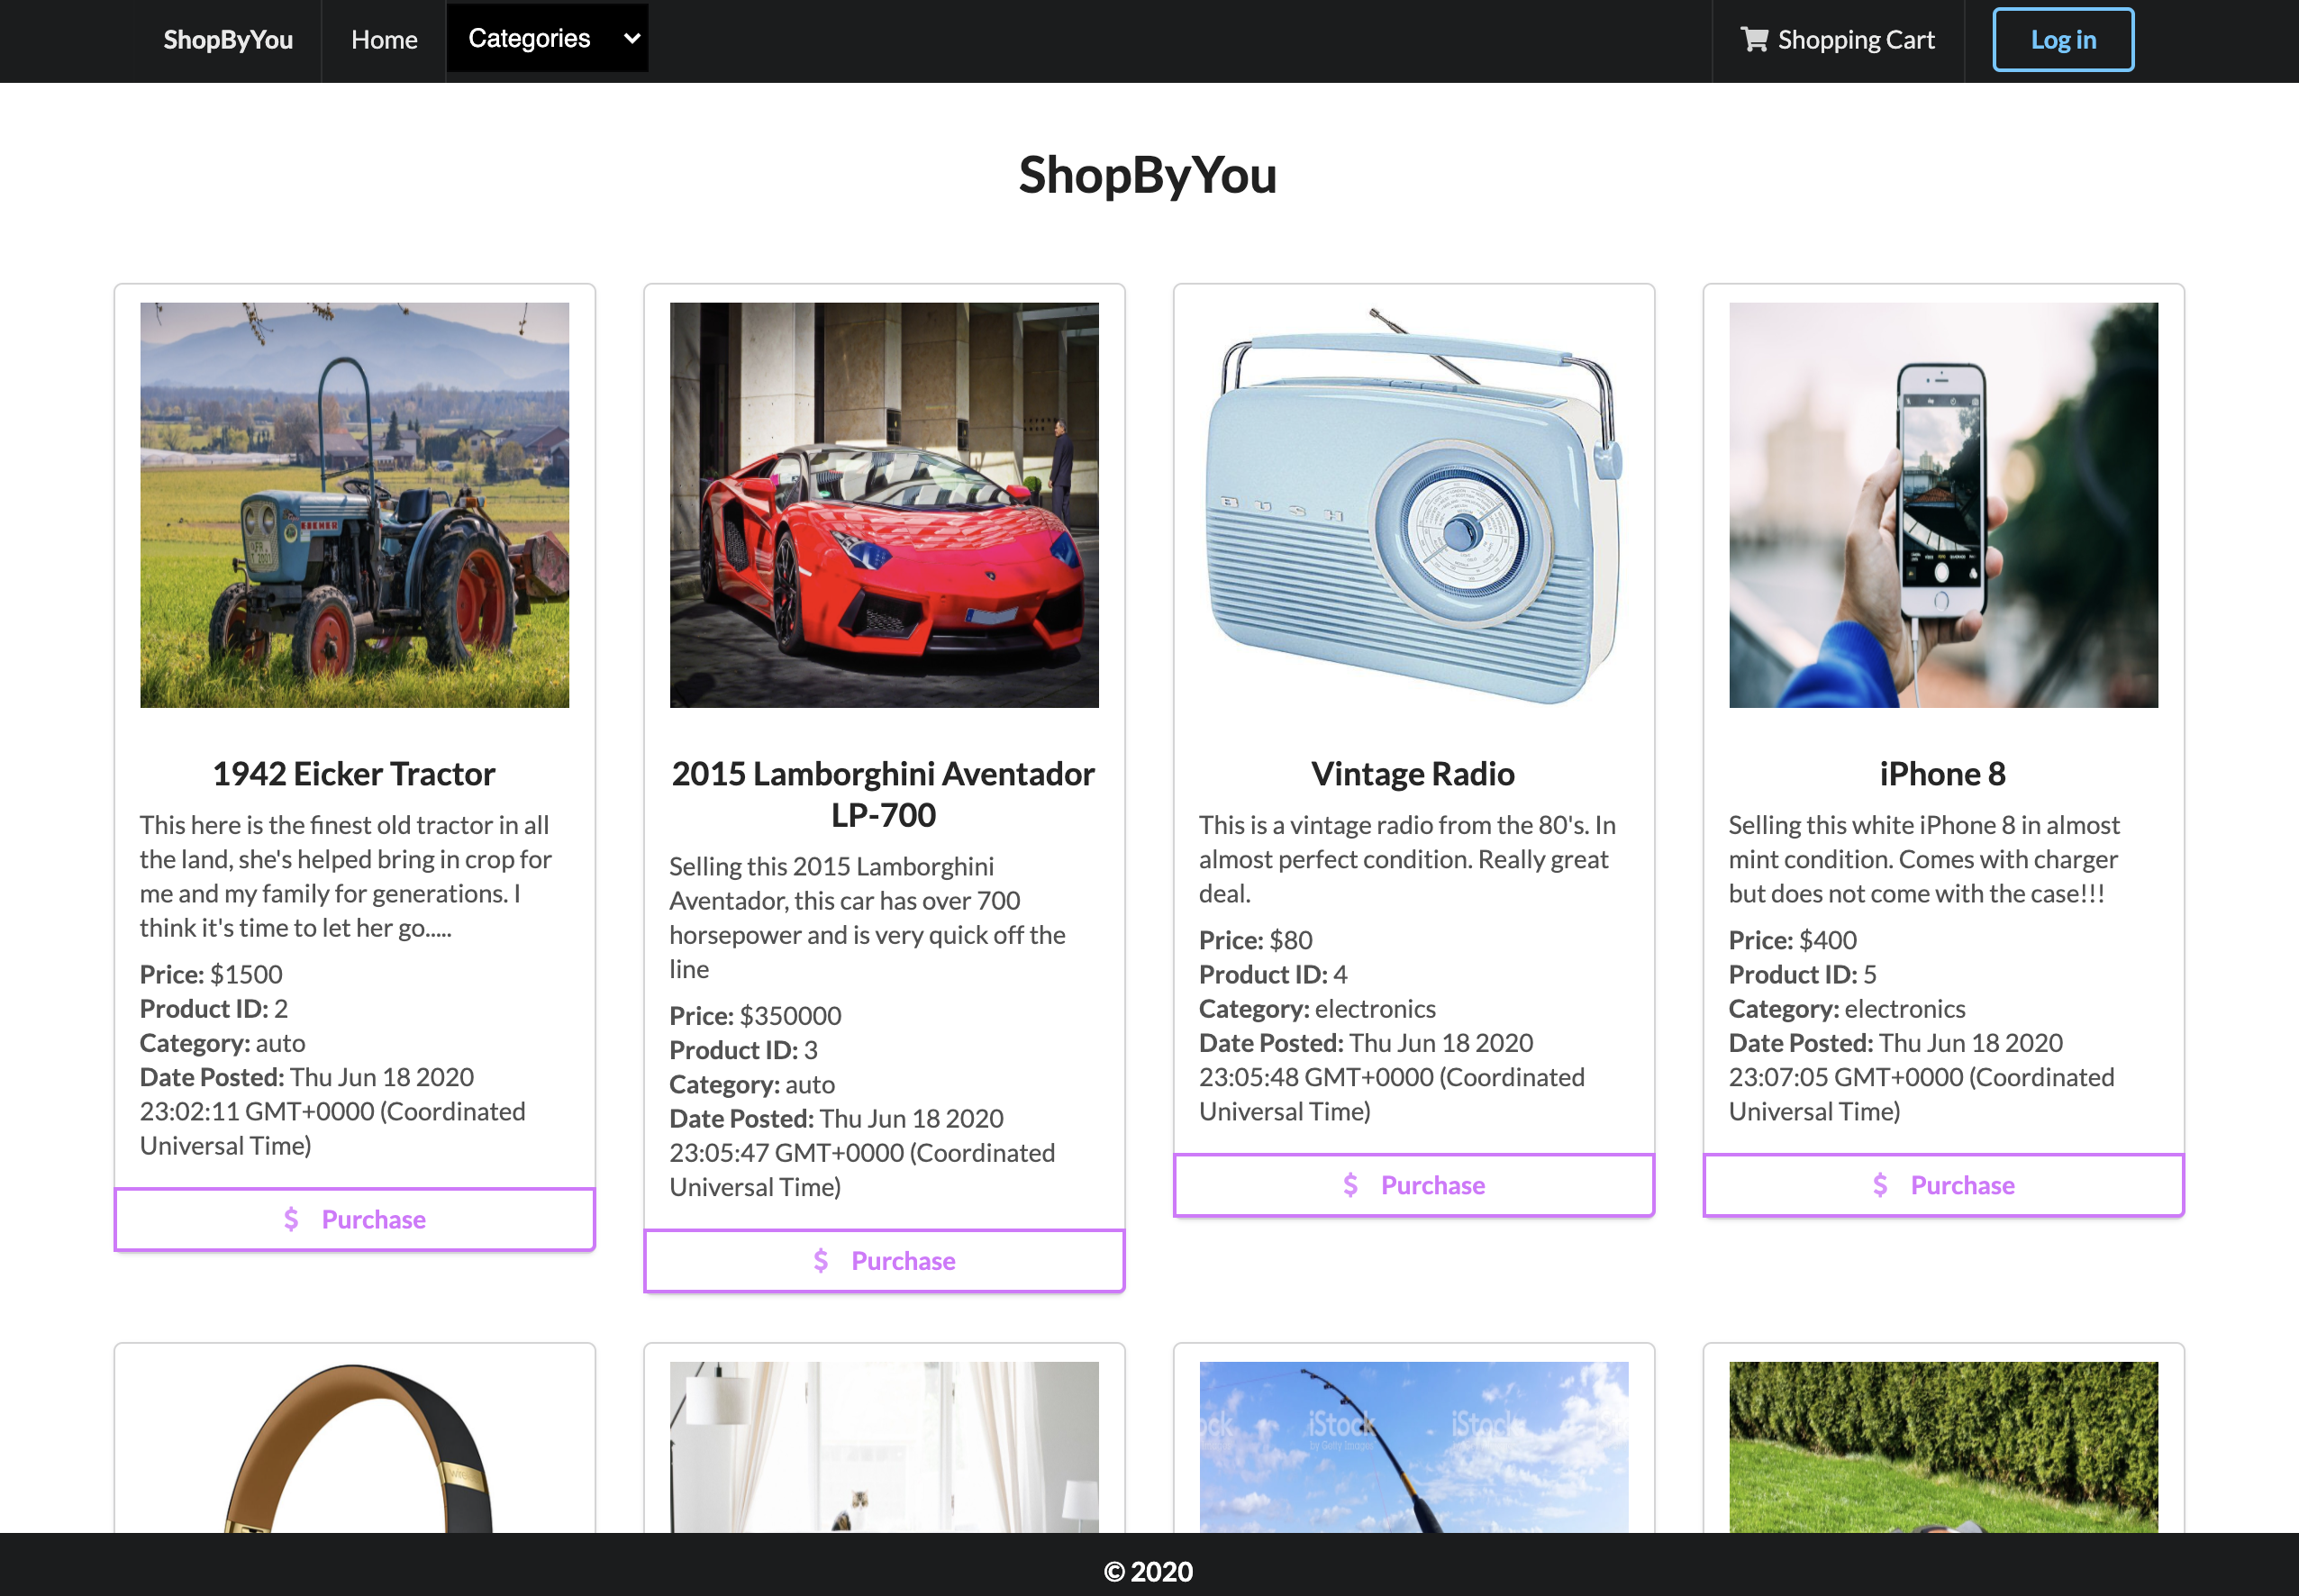 ShopByYou
Home
Categories
Shopping Cart
Log in
ShopByYou
EICHER
BUSH
1942 Eicker Tractor
This here is the finest old tractor in all
the land, she's helped bring in crop for
me and my family for generations. I
think it's time to let her go.....
Price: $1500
Product ID: 2
Category: auto
Date Posted: Thu Jun 18 2020
23:02:11 GMT+0000 (Coordinated
Universal Time)
$ Purchase
2015 Lamborghini Aventador
LP-700
Selling this 2015 Lamborghini
Aventador, this car has over 700
horsepower and is very quick off the
line
Price: $350000
Product ID: 3
Category: auto
Date Posted: Thu Jun 18 2020
23:05:47 GMT+0000 (Coordinated
Universal Time)
$ Purchase
Vintage Radio
This is a vintage radio from the 80's. In
almost perfect condition. Really great
deal.
Price: $80
Product ID: 4
Category: electronics
Date Posted: Thu Jun 18 2020
23:05:48 GMT+0000 (Coordinated
Universal Time)
$ Purchase
iPhone 8
Selling this white iPhone 8 in almost
mint condition. Comes with charger
but does not come with the case!!!
Price: $400
Product ID: 5
Category: electronics
Date Posted: Thu Jun 18 2020
23:07:05 GMT+0000 (Coordinated
Universal Time)
$ Purchase
iStock
by Getty Images
iStock
© 2020